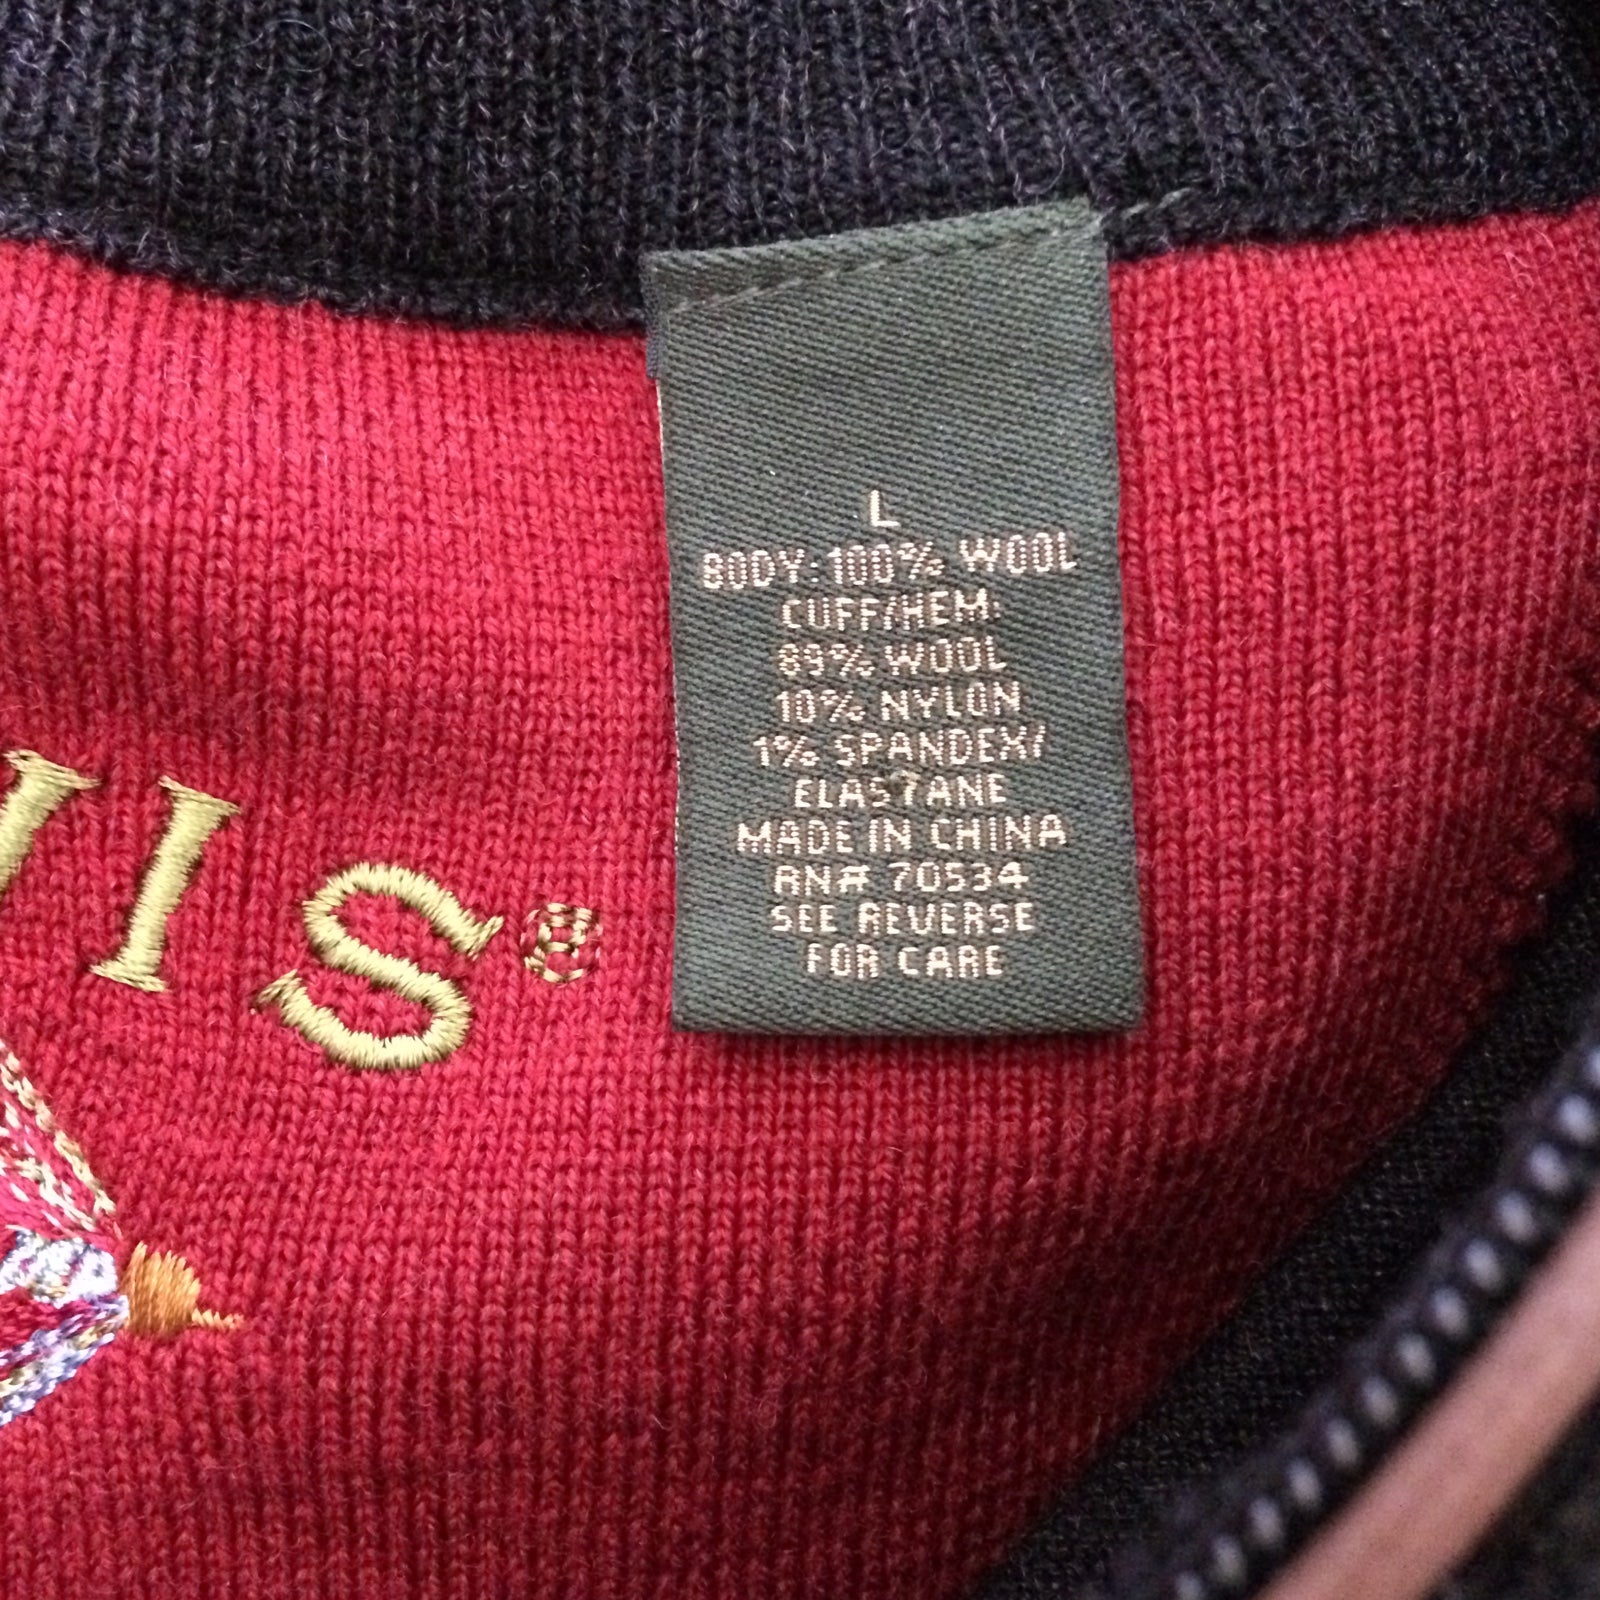 L
BODY: 100% WOOL
CUFF/HEM:
89% WOOL
10% NYLON
1% SPANDEX/
ELASTANE
MADE IN CHINA
RN# 70534
SEE REVERSE
FOR CARE
IS®